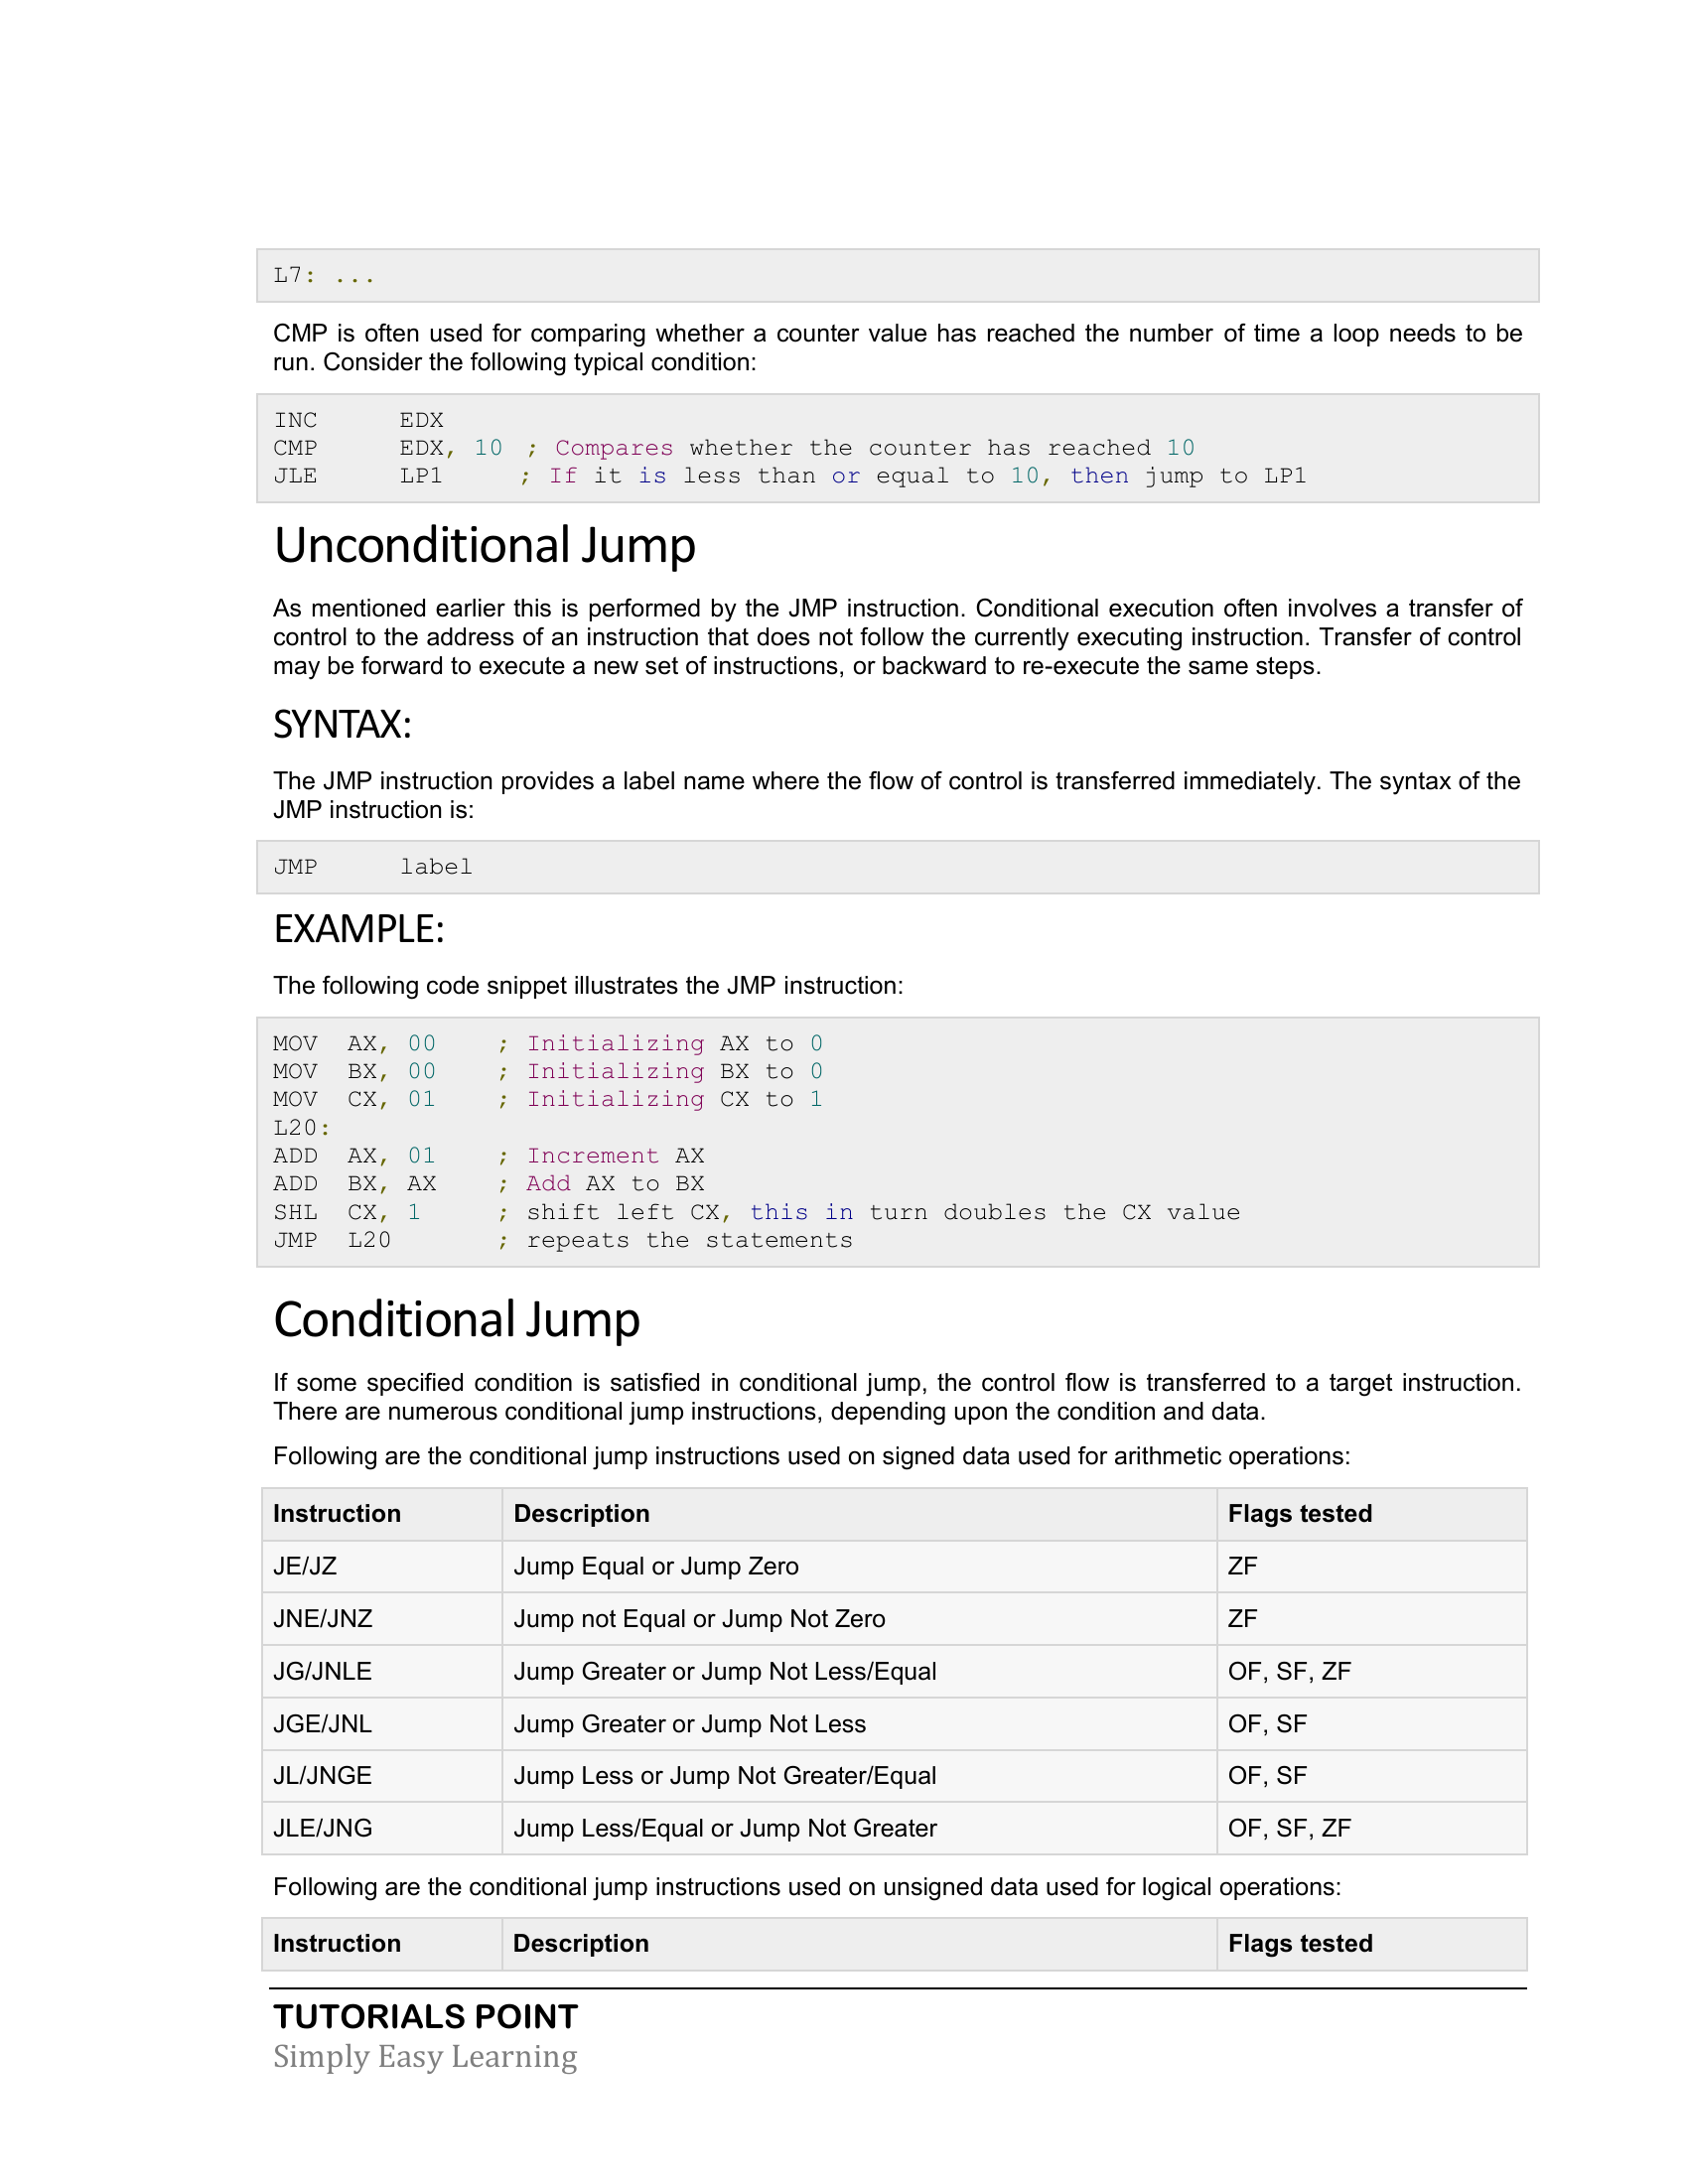 L7: ...
CMP is often used for comparing whether a counter value has reached the number of time a loop needs to be
run. Consider the following typical condition:
INC EDX
CMP EDX, 10 ; Compares whether the counter has reached 10
JLE LP1 ; If it is less than or equal to 10, then jump to LP1
Unconditional Jump
As mentioned earlier this is performed by the JMP instruction. Conditional execution often involves a transfer of
control to the address of an instruction that does not follow the currently executing instruction. Transfer of control
may be forward to execute a new set of instructions, or backward to re-execute the same steps.
SYNTAX:
The JMP instruction provides a label name where the flow of control is transferred immediately. The syntax of the
JMP instruction is:
JMP label
EXAMPLE:
The following code snippet illustrates the JMP instruction:
MOV AX, 00 ; Initializing AX to 0
MOV BX, 00 ; Initializing BX to 0
MOV CX, 01 ; Initializing CX to 1
L20:
ADD AX, 01 ; Increment AX
ADD BX, AX ; Add AX to BX
SHL CX, 1 ; shift left CX, this in turn doubles the CX value
JMP L20 ; repeats the statements
Conditional Jump
If some specified condition is satisfied in conditional jump, the control flow is transferred to a target instruction.
There are numerous conditional jump instructions, depending upon the condition and data.
Following are the conditional jump instructions used on signed data used for arithmetic operations:
Instruction Description Flags tested
JE/JZ Jump Equal or Jump Zero ZF
JNE/JNZ Jump not Equal or Jump Not Zero ZF
JG/JNLE Jump Greater or Jump Not Less/Equal OF, SF, ZF
JGE/JNL Jump Greater or Jump Not Less OF, SF
JL/JNGE Jump Less or Jump Not Greater/Equal OF, SF
JLE/JNG Jump Less/Equal or Jump Not Greater OF, SF, ZF
Following are the conditional jump instructions used on unsigned data used for logical operations:
Instruction Description Flags tested
TUTORIALS POINT
Simply Easy Learning